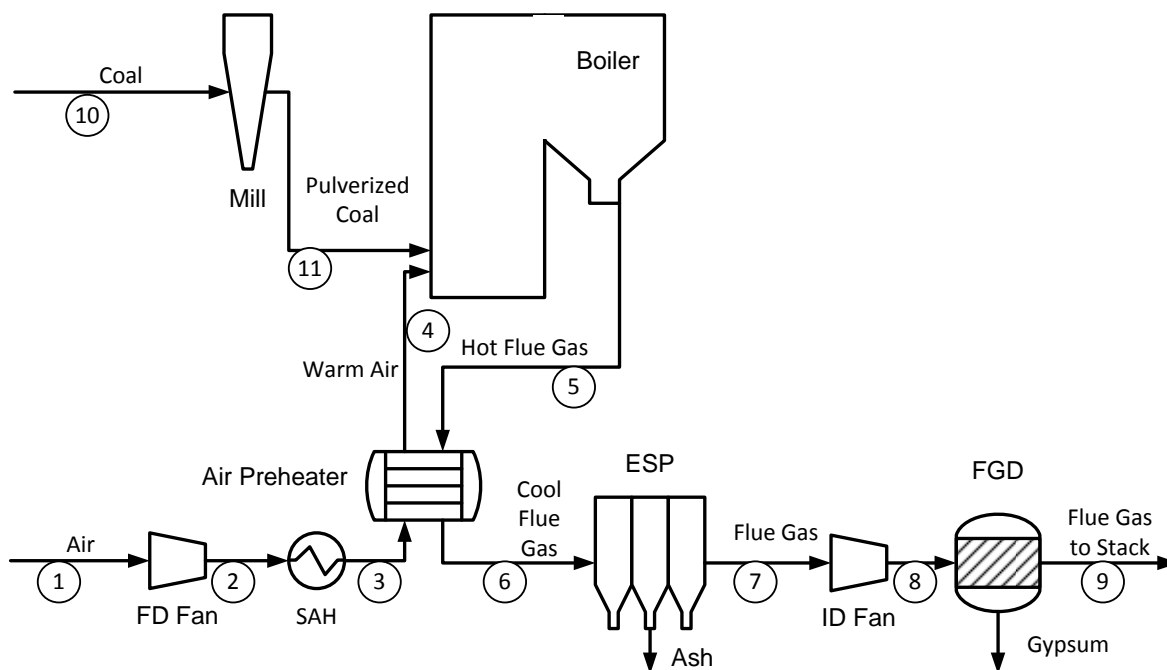 Boiler
Coal
10
Mill
Pulverized
Coal
11
4
Hot Flue Gas
Warm Air
5
Air Preheater
ESP
FGD
Cool
Flue
Gas
Air
Flue Gas
Flue Gas
to Stack
1
2
3
6
7
8
9
FD Fan
SAH
ID Fan
Ash
Gypsum